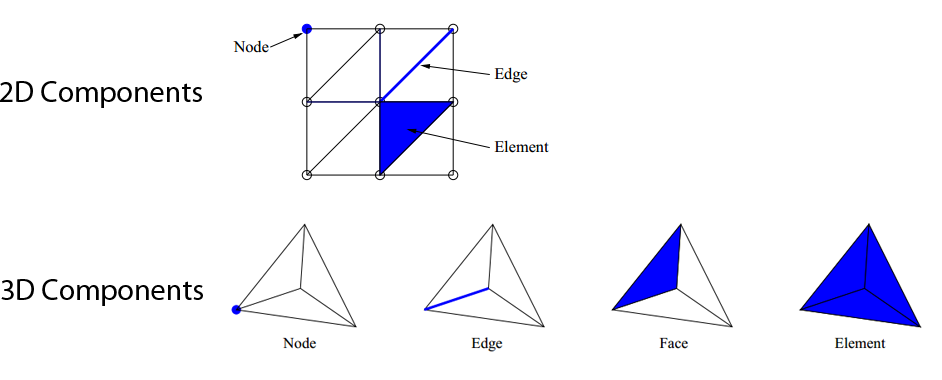 Node
Edge
2D Components
Element
3D Components
Node
Edge
Face
Element